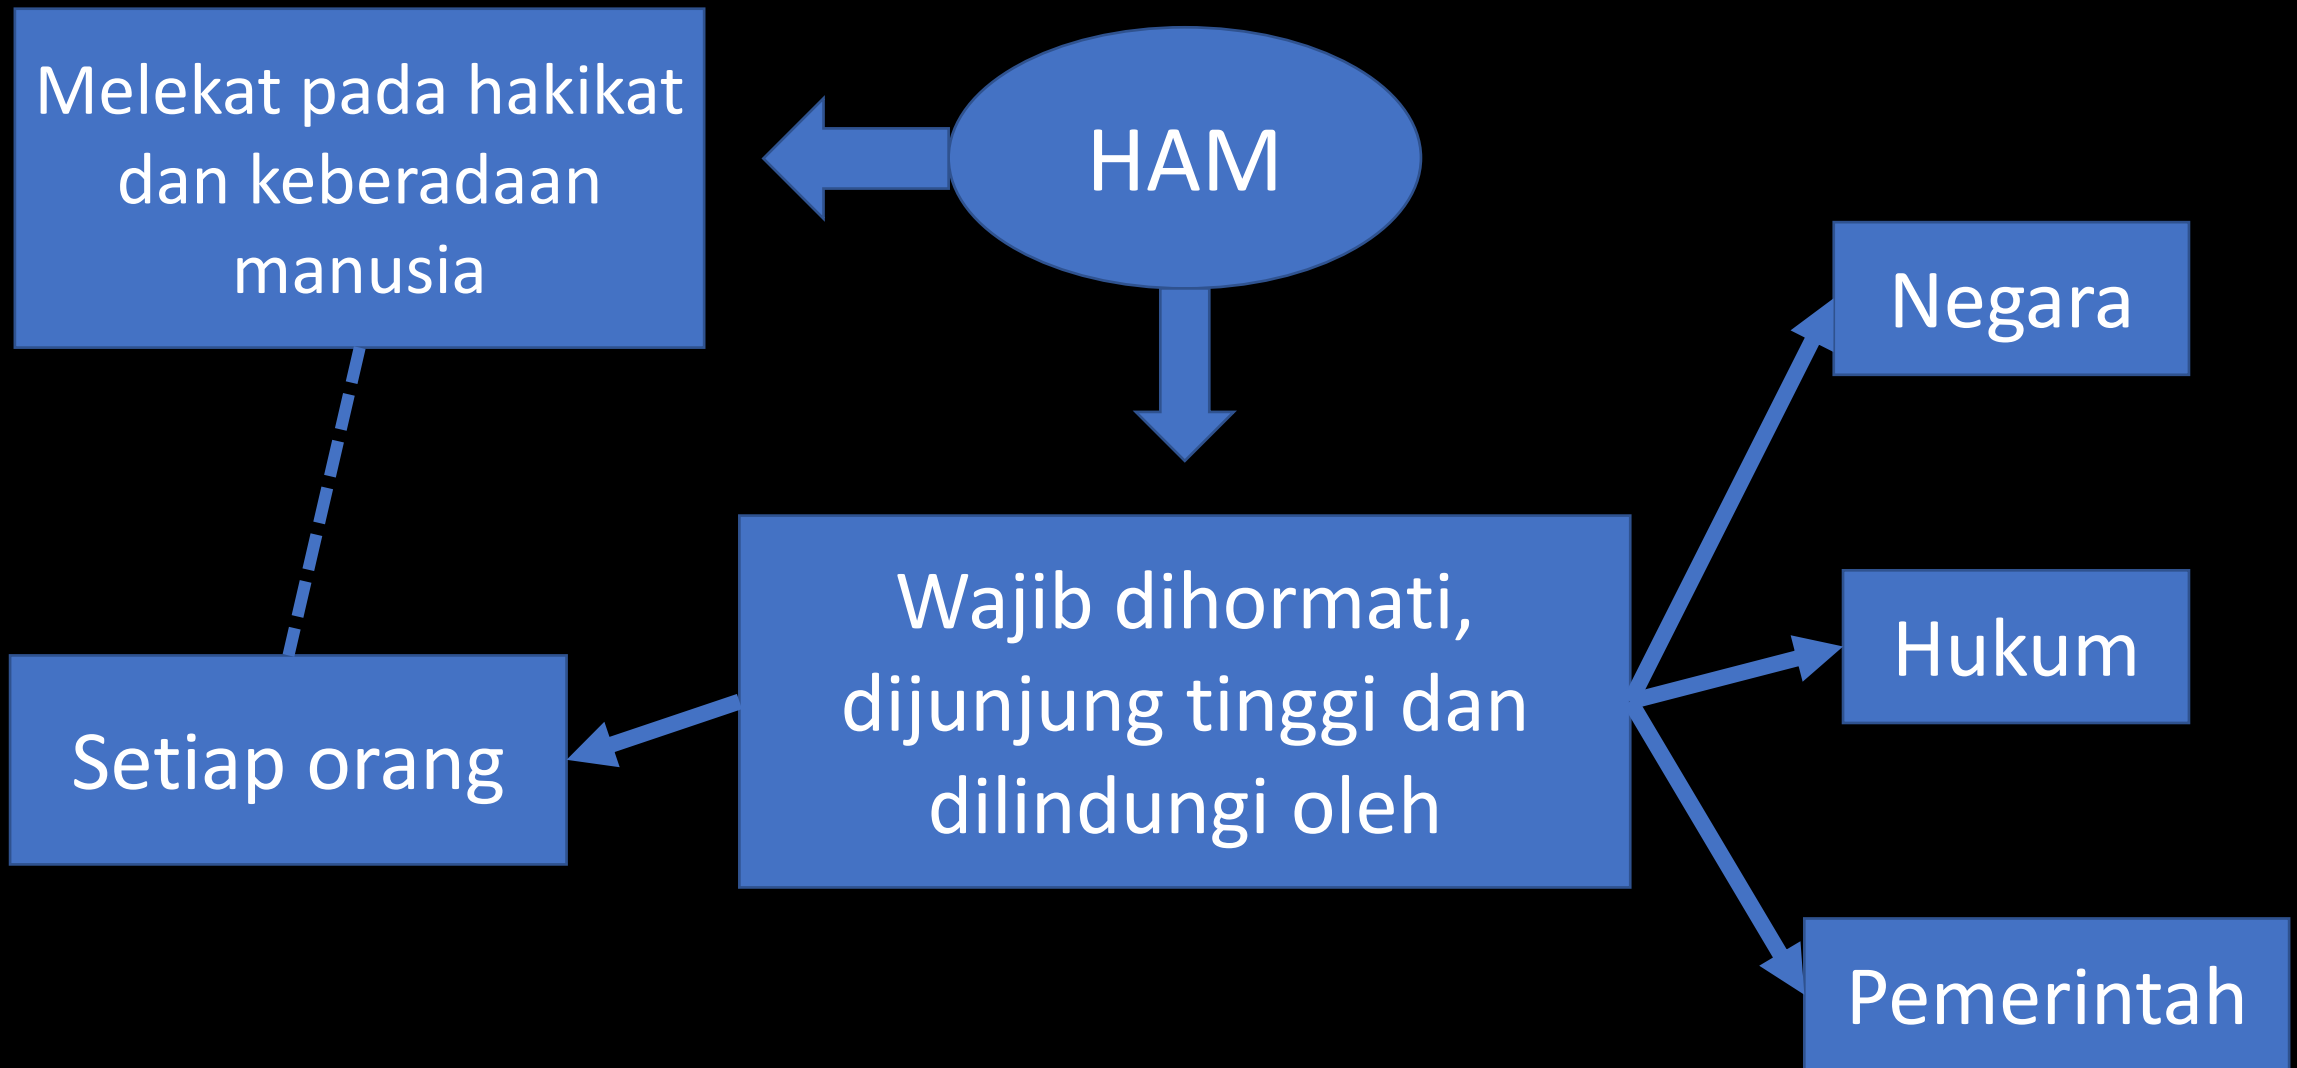 Melekat pada hakikat
dan keberadaan
manusia
HAM
Negara
Wajib dihormati,
dijunjung tinggi dan
dilindungi oleh
Hukum
Setiap orang
Pemerintah